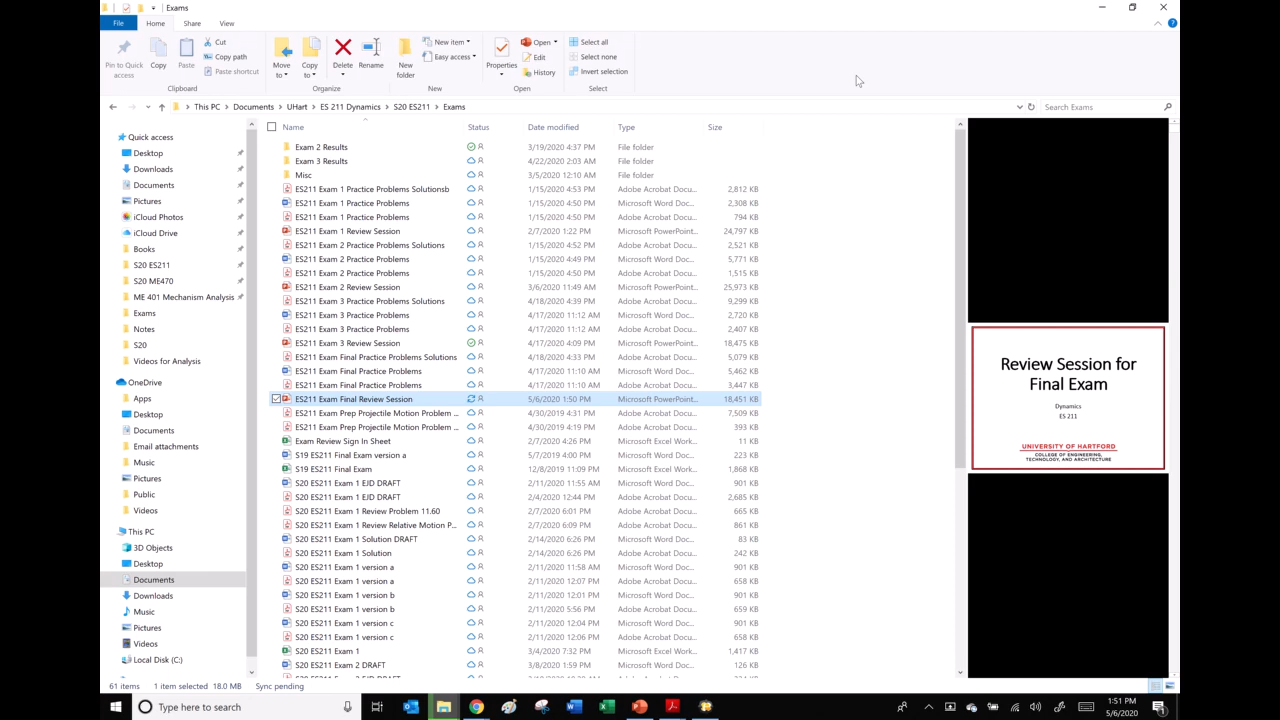 Exams
File Home Share View
Pin to Quick access
Copy
Paste
Cut
Copy path
Paste shortcut
Clipboard
Move to
Copy to
Delete
Rename
Organize
New folder
New item
Easy access
New
Properties
Open
Edit
History
Open
Select all
Select none
Invert selection
Select
This PC > Documents > UHart > ES 211 Dynamics > S20 ES211 > Exams
Search Exams
Quick access
Desktop
Downloads
Documents
Pictures
iCloud Photos
iCloud Drive
Books
S20 ES211
S20 ME470
ME 401 Mechanism Analysis
Exams
Notes
S20
Videos for Analysis
OneDrive
Apps
Desktop
Documents
Email attachments
Music
Pictures
Public
Videos
This PC
3D Objects
Desktop
Documents
Downloads
Music
Pictures
Videos
Local Disk (C:)
Name Status Date modified Type Size
Exam 2 Results 3/19/2020 4:37 PM File folder
Exam 3 Results 4/22/2020 2:03 AM File folder
Misc 3/5/2020 12:10 AM File folder
ES211 Exam 1 Practice Problems Solutionsb 1/15/2020 4:53 PM Adobe Acrobat Docu... 2,812 KB
ES211 Exam 1 Practice Problems 1/15/2020 4:50 PM Microsoft Word Doc... 2,308 KB
ES211 Exam 1 Practice Problems 1/15/2020 4:50 PM Adobe Acrobat Docu... 794 KB
ES211 Exam 1 Review Session 2/7/2020 1:22 PM Microsoft PowerPoint... 24,797 KB
ES211 Exam 2 Practice Problems Solutions 1/15/2020 4:52 PM Adobe Acrobat Docu... 2,521 KB
ES211 Exam 2 Practice Problems 1/15/2020 4:49 PM Microsoft Word Doc... 5,771 KB
ES211 Exam 2 Practice Problems 1/15/2020 4:50 PM Adobe Acrobat Docu... 1,515 KB
ES211 Exam 2 Review Session 3/6/2020 11:49 AM Microsoft PowerPoint... 25,973 KB
ES211 Exam 3 Practice Problems Solutions 4/18/2020 4:39 PM Adobe Acrobat Docu... 9,299 KB
ES211 Exam 3 Practice Problems 4/17/2020 11:12 AM Microsoft Word Doc... 2,720 KB
ES211 Exam 3 Practice Problems 4/17/2020 11:12 AM Adobe Acrobat Docu... 2,407 KB
ES211 Exam 3 Review Session 4/17/2020 4:09 PM Microsoft PowerPoint... 18,475 KB
ES211 Exam Final Practice Problems Solutions 4/18/2020 4:33 PM Adobe Acrobat Docu... 5,079 KB
ES211 Exam Final Practice Problems 4/17/2020 11:10 AM Microsoft Word Doc... 5,462 KB
ES211 Exam Final Practice Problems 4/17/2020 11:10 AM Adobe Acrobat Docu... 3,447 KB
ES211 Exam Final Review Session 5/6/2020 1:50 PM Microsoft PowerPoint... 18,451 KB
ES211 Exam Prep Projectile Motion Problem ... 4/30/2019 4:31 PM Adobe Acrobat Docu... 7,509 KB
ES211 Exam Prep Projectile Motion Problem ... 4/30/2019 4:19 PM Adobe Acrobat Docu... 393 KB
Exam Review Sign In Sheet 2/7/2020 4:26 PM Microsoft Excel Work... 11 KB
S19 ES211 Final Exam version a 5/7/2019 4:00 PM Microsoft Word Doc... 223 KB
S19 ES211 Final Exam 12/8/2019 11:09 PM Microsoft Excel Work... 1,868 KB
S20 ES211 Exam 1 EJD DRAFT 2/11/2020 11:55 AM Microsoft Word Doc... 901 KB
S20 ES211 Exam 1 EJD DRAFT 2/4/2020 12:44 PM Adobe Acrobat Docu... 2,685 KB
S20 ES211 Exam 1 Review Problem 11.60 2/7/2020 6:01 PM Adobe Acrobat Docu... 665 KB
S20 ES211 Exam 1 Review Relative Motion P... 2/7/2020 6:09 PM Adobe Acrobat Docu... 861 KB
S20 ES211 Exam 1 Solution DRAFT 2/14/2020 6:26 PM Microsoft Word Doc... 83 KB
S20 ES211 Exam 1 Solution 2/14/2020 6:26 PM Adobe Acrobat Docu... 242 KB
S20 ES211 Exam 1 version a 2/11/2020 11:58 AM Microsoft Word Doc... 901 KB
S20 ES211 Exam 1 version a 2/11/2020 12:07 PM Adobe Acrobat Docu... 658 KB
S20 ES211 Exam 1 version b 2/11/2020 12:01 PM Microsoft Word Doc... 901 KB
S20 ES211 Exam 1 version b 2/11/2020 5:56 PM Adobe Acrobat Docu... 659 KB
S20 ES211 Exam 1 version c 2/11/2020 12:04 PM Microsoft Word Doc... 901 KB
S20 ES211 Exam 1 version c 2/11/2020 12:06 PM Adobe Acrobat Docu... 658 KB
S20 ES211 Exam 1 3/4/2020 7:32 PM Microsoft Excel Work... 1,417 KB
S20 ES211 Exam 2 DRAFT 3/8/2020 1:59 PM Microsoft Word Doc... 126 KB
Review Session for
Final Exam
Dynamics
ES 211
UNIVERSITY OF HARTFORD
COLLEGE OF ENGINEERING,
TECHNOLOGY, AND ARCHITECTURE
61 items 1 item selected 18.0 MB Sync pending
Type here to search
1:51 PM
5/6/2020